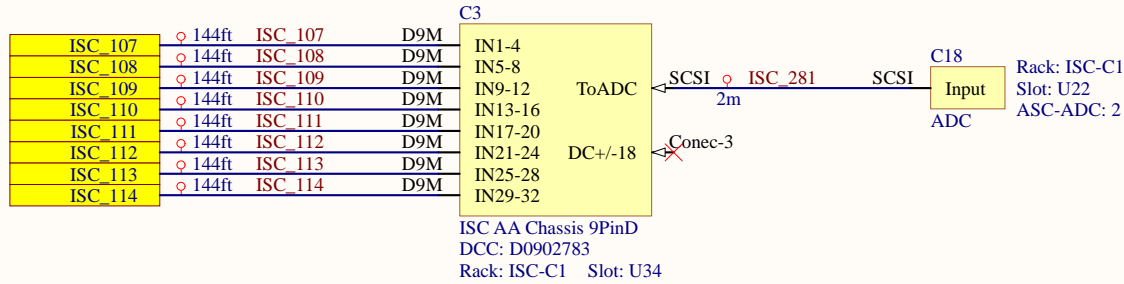 C3
ISC_107 144ft ISC_107 D9M IN1-4
ISC_108 144ft ISC_108 D9M IN5-8
ISC_109 144ft ISC_109 D9M IN9-12
ISC_110 144ft ISC_110 D9M IN13-16
ISC_111 144ft ISC_111 D9M IN17-20
ISC_112 144ft ISC_112 D9M IN21-24
ISC_113 144ft ISC_113 D9M IN25-28
ISC_114 144ft ISC_114 D9M IN29-32
ToADC SCSI ISC_281 SCSI
2m
DC+/-18 Conec-3
ISC AA Chassis 9PinD
DCC: D0902783
Rack: ISC-C1 Slot: U34
C18
Input
ADC
Rack: ISC-C1
Slot: U22
ASC-ADC: 2